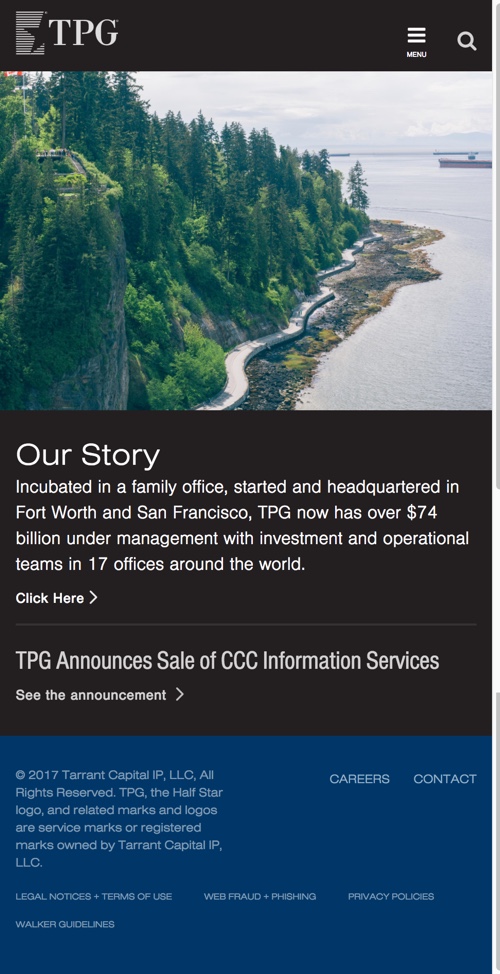 TPG
MENU
Our Story
Incubated in a family office, started and headquartered in
Fort Worth and San Francisco, TPG now has over $74
billion under management with investment and operational
teams in 17 offices around the world.
Click Here
TPG Announces Sale of CCC Information Services
See the announcement
© 2017 Tarrant Capital IP, LLC, All
Rights Reserved. TPG, the Half Star
logo, and related marks and logos
are service marks or registered
marks owned by Tarrant Capital IP,
LLC.
CAREERS CONTACT
LEGAL NOTICES + TERMS OF USE WEB FRAUD + PHISHING PRIVACY POLICIES
WALKER GUIDELINES